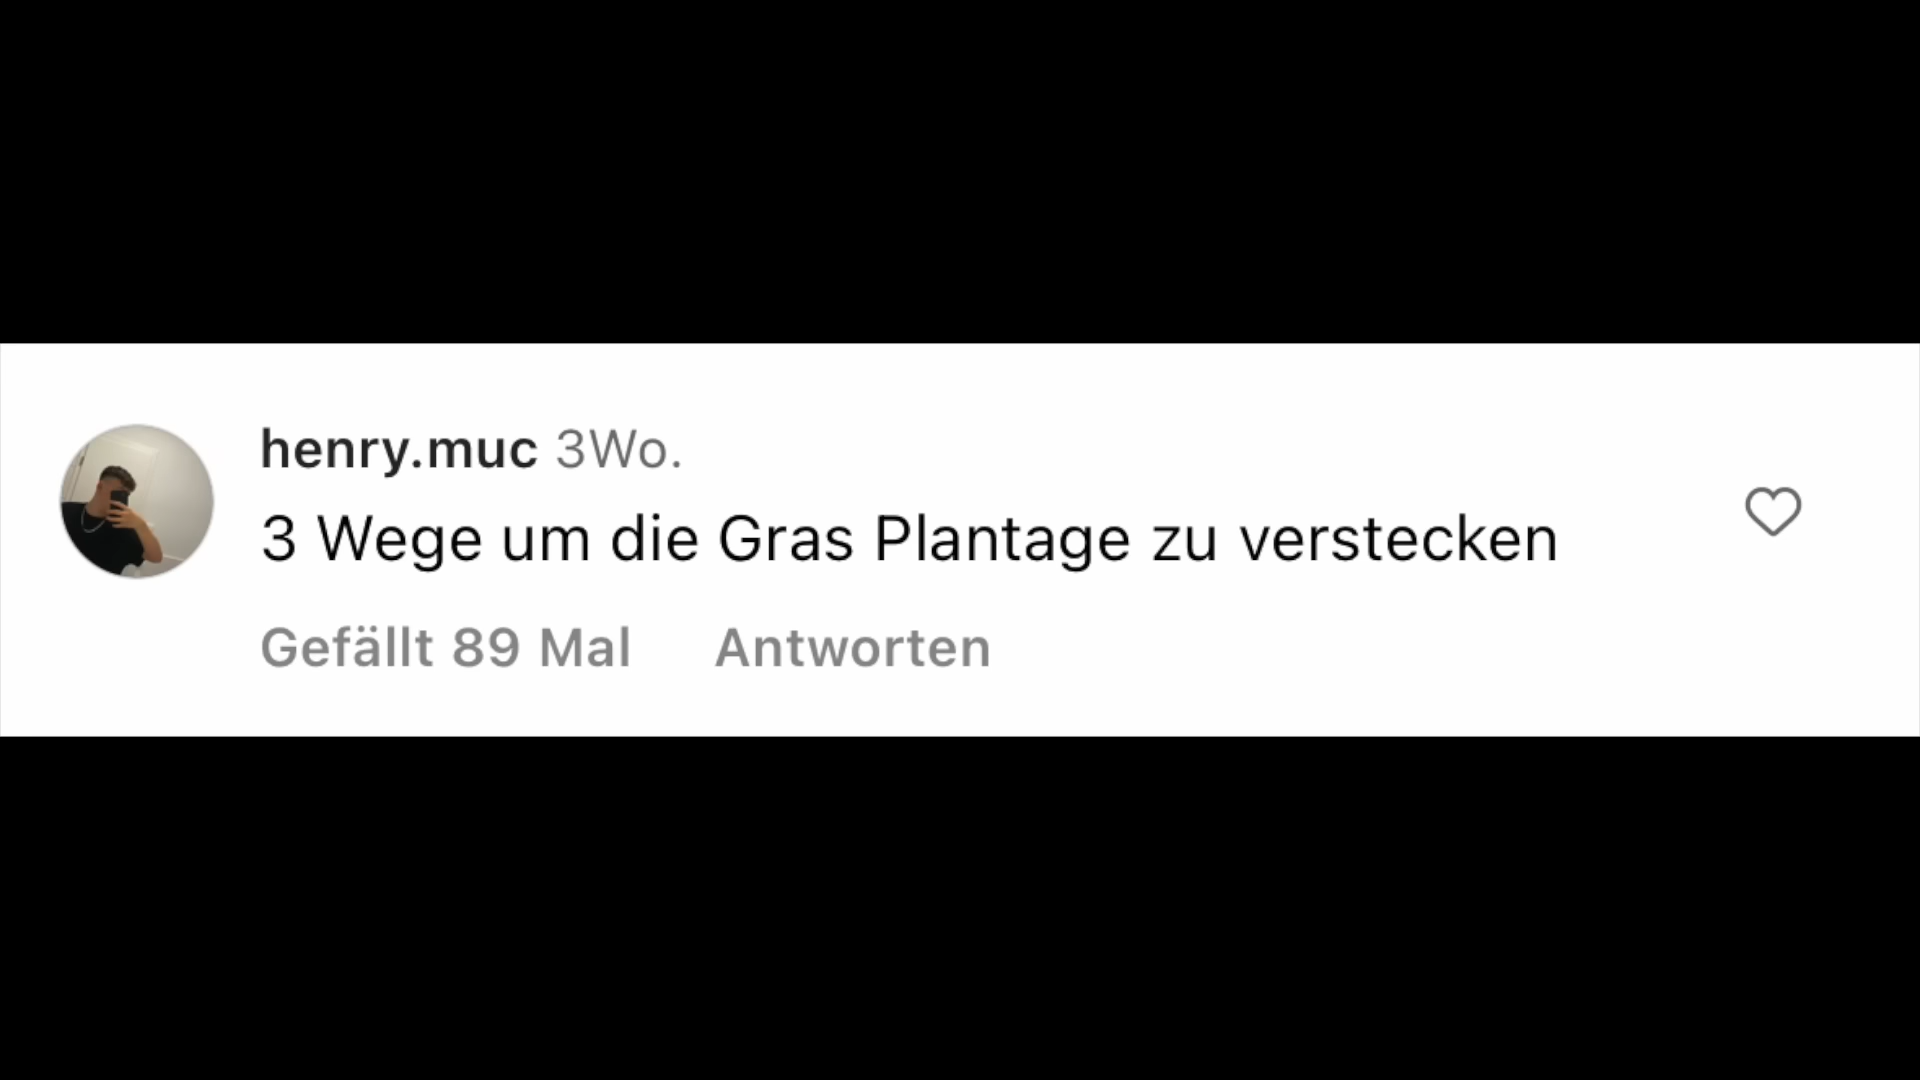 henry.muc 3Wo.
3 Wege um die Gras Plantage zu verstecken
Gefällt 89 Mal Antworten